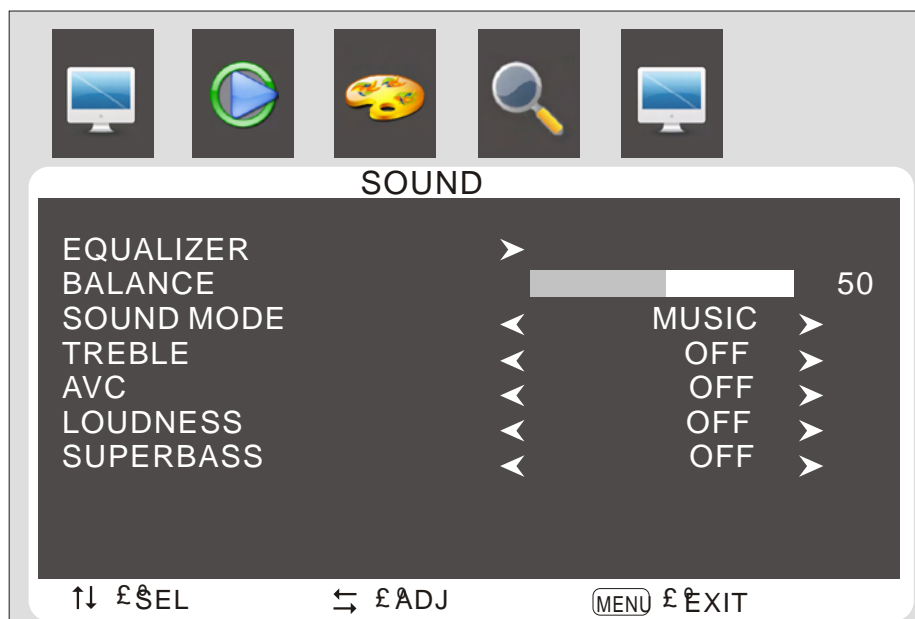 SOUND
EQUALIZER
BALANCE 50
SOUND MODE MUSIC
TREBLE OFF
AVC OFF
LOUDNESS OFF
SUPERBASS OFF
SEL ADJ MENU EXIT